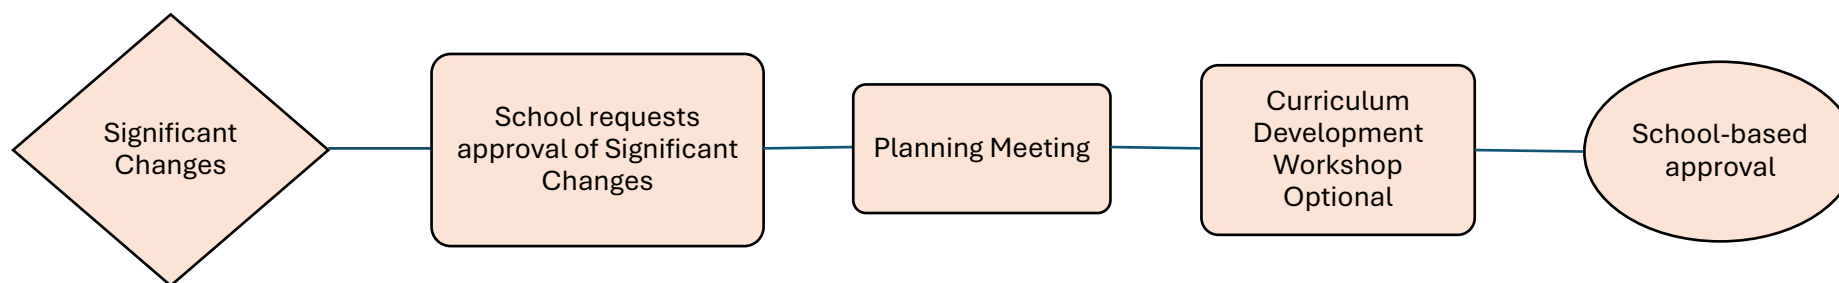 Significant
Changes
School requests
approval of Significant
Changes
Planning Meeting
Curriculum
Development
Workshop
Optional
School-based
approval